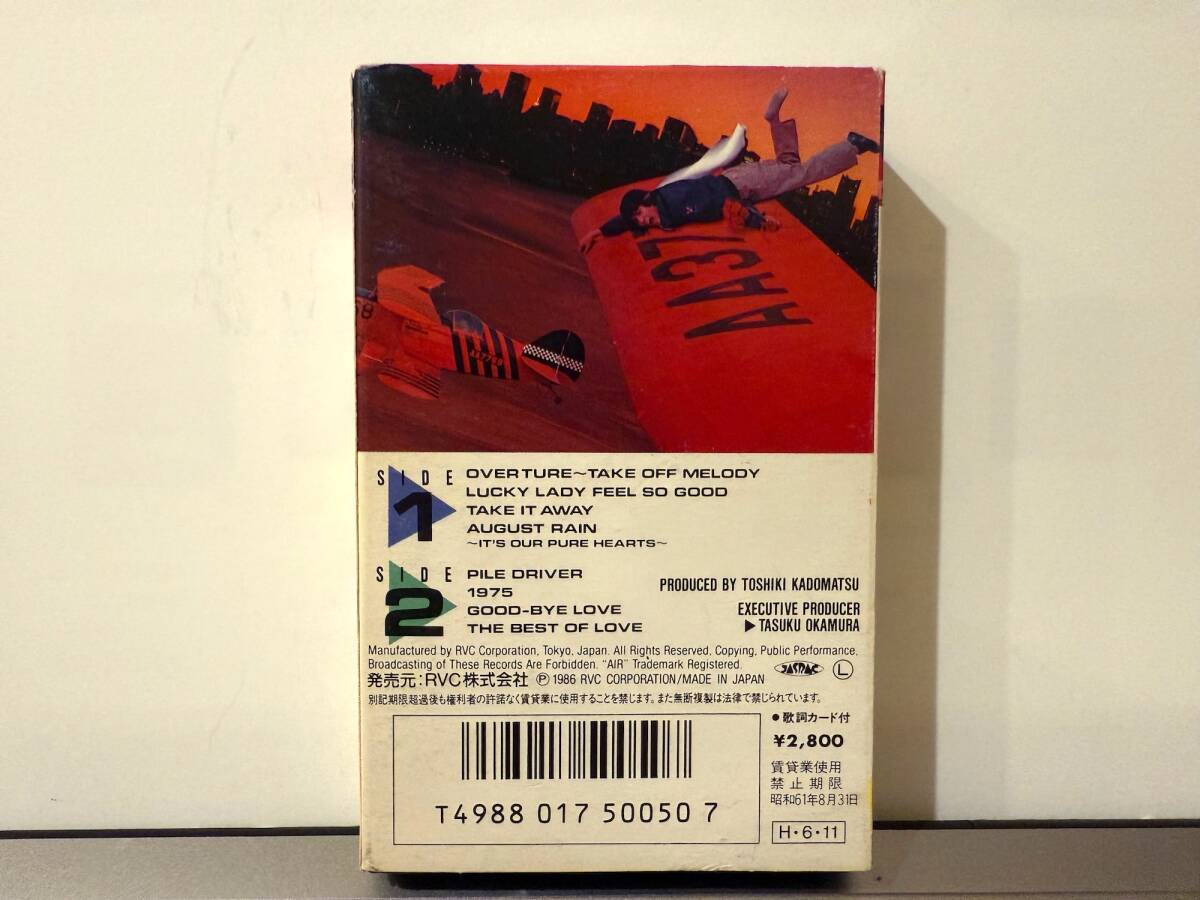 AA37
68
SIDE 1
OVERTURE~TAKE OFF MELODY
LUCKY LADY FEEL SO GOOD
TAKE IT AWAY
AUGUST RAIN
~IT'S OUR PURE HEARTS~
SIDE 2
PILE DRIVER
1975
GOOD-BYE LOVE
THE BEST OF LOVE
PRODUCED BY TOSHIKI KADOMATSU
EXECUTIVE PRODUCER
▶ TASUKU OKAMURA
Manufactured by RVC Corporation, Tokyo, Japan. All Rights Reserved. Copying, Public Performance,
Broadcasting of These Records Are Forbidden. "AIR" Trademark Registered.
JASRAC Ⓛ
発売元:RVC株式会社 Ⓟ 1986 RVC CORPORATION/MADE IN JAPAN
別記期限超過後も権利者の許諾なく賃貸業に使用することを禁じます。また無断複製は法律で禁じられています。
T4988 017 50050 7
●歌詞カード付
¥2,800
賃貸業使用
禁止期限
昭和61年8月31日
H・6・11